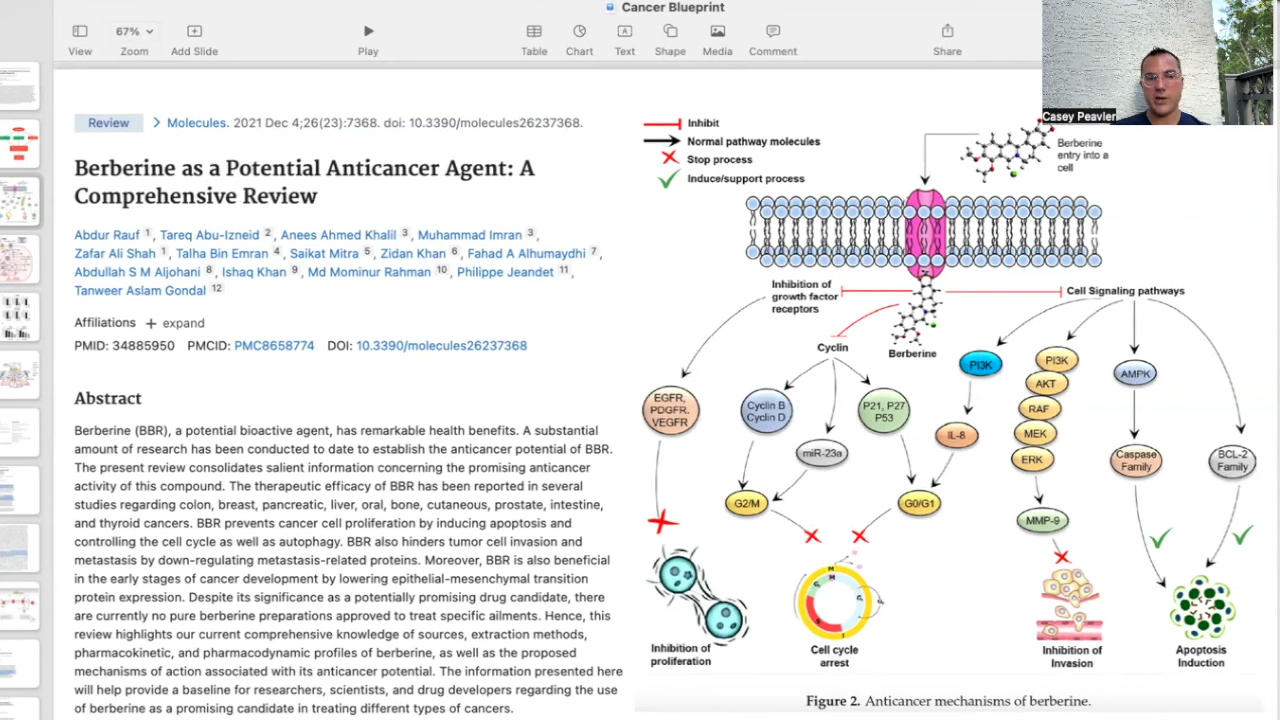 Cancer Blueprint
67%
View
Zoom
Add Slide
Play
Table
Chart
Text
Shape
Media
Comment
Share
Casey Peavler
Review
Molecules. 2021 Dec 4;26(23):7368. doi: 10.3390/molecules26237368.
Berberine as a Potential Anticancer Agent: A
Comprehensive Review
Abdur Rauf 1, Tareq Abu-Izneid 2, Anees Ahmed Khalil 3, Muhammad Imran 3,
Zafar Ali Shah 1, Talha Bin Emran 4, Saikat Mitra 5, Zidan Khan 6, Fahad A Alhumaydhi 7,
Abdullah S M Aljohani 8, Ishaq Khan 9, Md Mominur Rahman 10, Philippe Jeandet 11,
Tanweer Aslam Gondal 12
Affiliations + expand
PMID: 34885950 PMCID: PMC8658774 DOI: 10.3390/molecules26237368
Abstract
Berberine (BBR), a potential bioactive agent, has remarkable health benefits. A substantial
amount of research has been conducted to date to establish the anticancer potential of BBR.
The present review consolidates salient information concerning the promising anticancer
activity of this compound. The therapeutic efficacy of BBR has been reported in several
studies regarding colon, breast, pancreatic, liver, oral, bone, cutaneous, prostate, intestine,
and thyroid cancers. BBR prevents cancer cell proliferation by inducing apoptosis and
controlling the cell cycle as well as autophagy. BBR also hinders tumor cell invasion and
metastasis by down-regulating metastasis-related proteins. Moreover, BBR is also beneficial
in the early stages of cancer development by lowering epithelial-mesenchymal transition
protein expression. Despite its significance as a potentially promising drug candidate, there
are currently no pure berberine preparations approved to treat specific ailments. Hence, this
review highlights our current comprehensive knowledge of sources, extraction methods,
pharmacokinetic, and pharmacodynamic profiles of berberine, as well as the proposed
mechanisms of action associated with its anticancer potential. The information presented here
will help provide a baseline for researchers, scientists, and drug developers regarding the use
of berberine as a promising candidate in treating different types of cancers.
Inhibit
Normal pathway molecules
Stop process
Induce/support process
Berberine
entry into a
cell
Inhibition of
growth factor
receptors
Cell Signaling pathways
Cyclin
Berberine
EGFR,
PDGFR.
VEGFR
Cyclin B
Cyclin D
P21, P27
P53
miR-23a
PI3K
IL-8
PI3K
AKT
RAF
MEK
ERK
MMP-9
AMPK
Caspase
Family
BCL-2
Family
G2/M
G0/G1
Inhibition of
proliferation
Cell cycle
arrest
Inhibition of
Invasion
Apoptosis
Induction
Figure 2. Anticancer mechanisms of berberine.